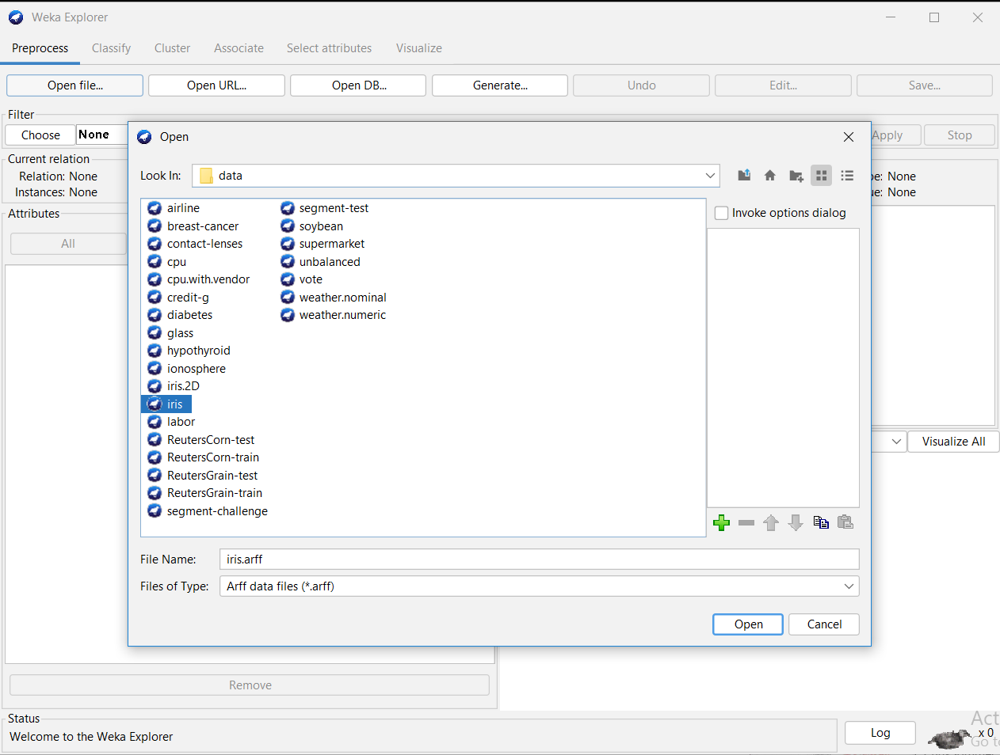 Weka Explorer
Preprocess Classify Cluster Associate Select attributes Visualize
Open file... Open URL... Open DB... Generate... Undo Edit... Save...
Filter
Choose None Apply Stop
Open
Current relation
Relation: None
Instances: None
Look In: data
None
None
Attributes
All
airline
breast-cancer
contact-lenses
cpu
cpu.with.vendor
credit-g
diabetes
glass
hypothyroid
ionosphere
iris.2D
iris
labor
ReutersCorn-test
ReutersCorn-train
ReutersGrain-test
ReutersGrain-train
segment-challenge
segment-test
soybean
supermarket
unbalanced
vote
weather.nominal
weather.numeric
Invoke options dialog
Visualize All
File Name: iris.arff
Files of Type: Arff data files (*.arff)
Open Cancel
Remove
Status
Welcome to the Weka Explorer
Log
x 0
Act
Go to